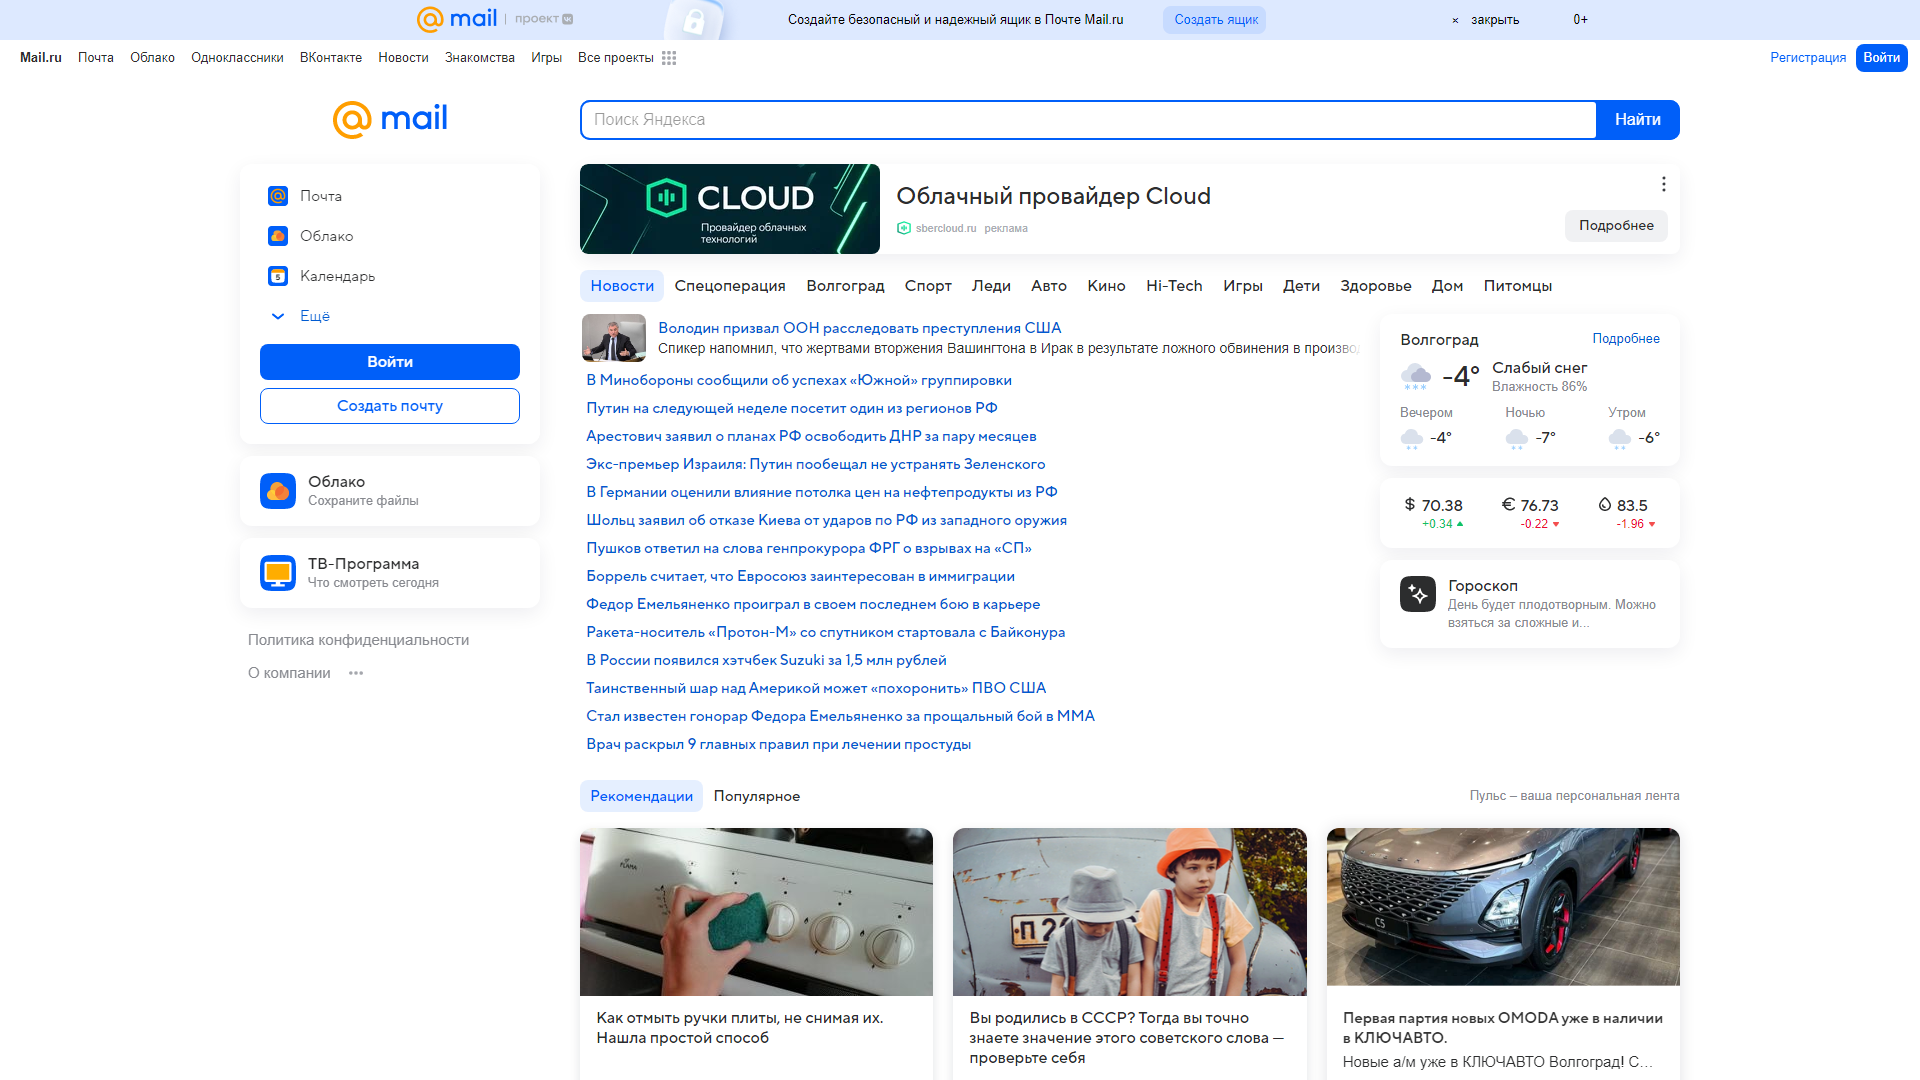 mail | проект
Создайте безопасный и надежный ящик в Почте Mail.ru
Создать ящик
× закрыть
0+
Mail.ru Почта Облако Одноклассники ВКонтакте Новости Знакомства Игры Все проекты
Регистрация Войти
mail
Поиск Яндекса
Найти
Почта
Облако
5 Календарь
Ещё
Войти
Создать почту
Облако
Сохраните файлы
ТВ-Программа
Что смотреть сегодня
Политика конфиденциальности
О компании •••
CLOUD
Провайдер облачных
технологий
Облачный провайдер Cloud
sbercloud.ru реклама
Подробнее
Новости Спецоперация Волгоград Спорт Леди Авто Кино Hi-Tech Игры Дети Здоровье Дом Питомцы
Володин призвал ООН расследовать преступления США
Спикер напомнил, что жертвами вторжения Вашингтона в Ирак в результате ложного обвинения в производ
В Минобороны сообщили об успехах «Южной» группировки
Путин на следующей неделе посетит один из регионов РФ
Арестович заявил о планах РФ освободить ДНР за пару месяцев
Экс-премьер Израиля: Путин пообещал не устранять Зеленского
В Германии оценили влияние потолка цен на нефтепродукты из РФ
Шольц заявил об отказе Киева от ударов по РФ из западного оружия
Пушков ответил на слова генпрокурора ФРГ о взрывах на «СП»
Боррель считает, что Евросоюз заинтересован в иммиграции
Федор Емельяненко проиграл в своем последнем бою в карьере
Ракета-носитель «Протон-М» со спутником стартовала с Байконура
В России появился хэтчбек Suzuki за 1,5 млн рублей
Таинственный шар над Америкой может «похоронить» ПВО США
Стал известен гонорар Федора Емельяненко за прощальный бой в ММА
Врач раскрыл 9 главных правил при лечении простуды
Волгоград Подробнее
-4° Слабый снег
Влажность 86%
Вечером Ночью Утром
-4° -7° -6°
$ 70.38 € 76.73 83.5
+0.34 -0.22 -1.96
Гороскоп
День будет плодотворным. Можно
взяться за сложные и...
Рекомендации Популярное
Пульс – ваша персональная лента
FLAMA
П 2
C5
Как отмыть ручки плиты, не снимая их.
Нашла простой способ
Вы родились в СССР? Тогда вы точно
знаете значение этого советского слова —
проверьте себя
Первая партия новых OMODA уже в наличии
в КЛЮЧАВТО.
Новые а/м уже в КЛЮЧАВТО Волгоград! С...